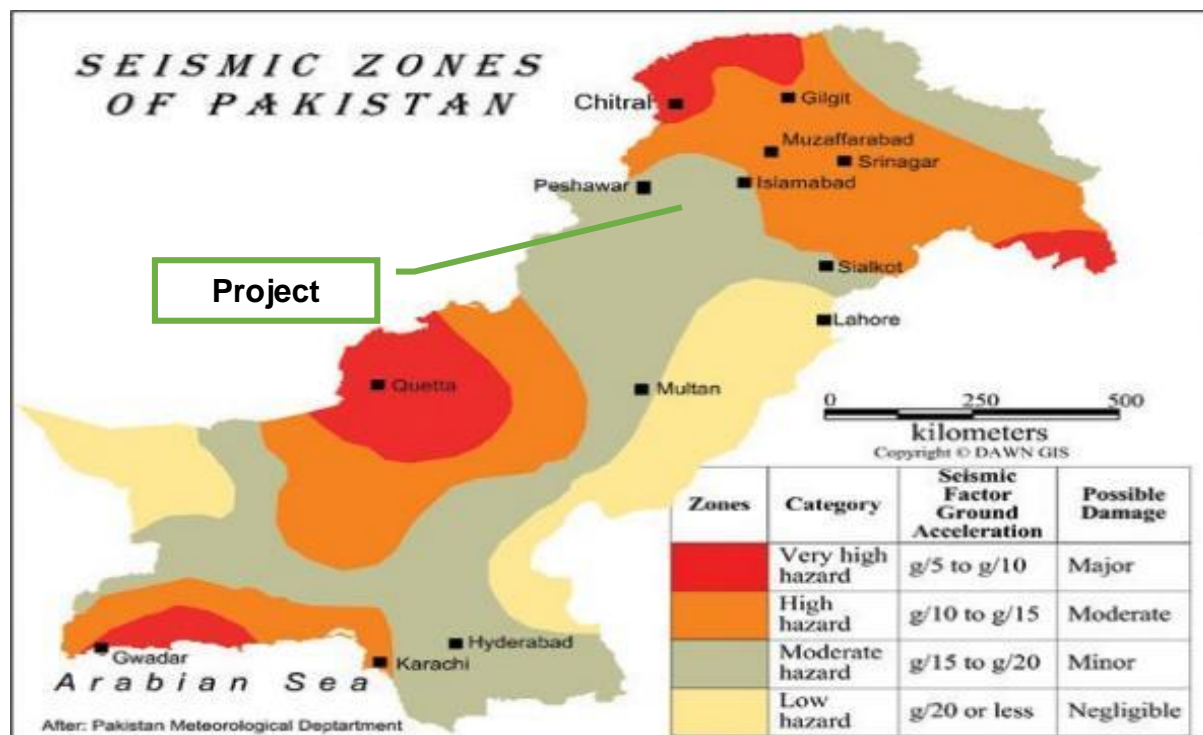 SEISMIC ZONES
OF PAKISTAN
Chitral
Gilgit
Muzaffarabad
Srinagar
Peshawar
Islamabad
Project
Sialkot
Lahore
Quetta
Multan
0 250 500
kilometers
Copyright © DAWN GIS
Zones Category Seismic Factor Ground Acceleration Possible Damage
Very high hazard g/5 to g/10 Major
High hazard g/10 to g/15 Moderate
Moderate hazard g/15 to g/20 Minor
Low hazard g/20 or less Negligible
Hyderabad
Gwadar
Karachi
Arabian Sea
After: Pakistan Meteorological Deptartment